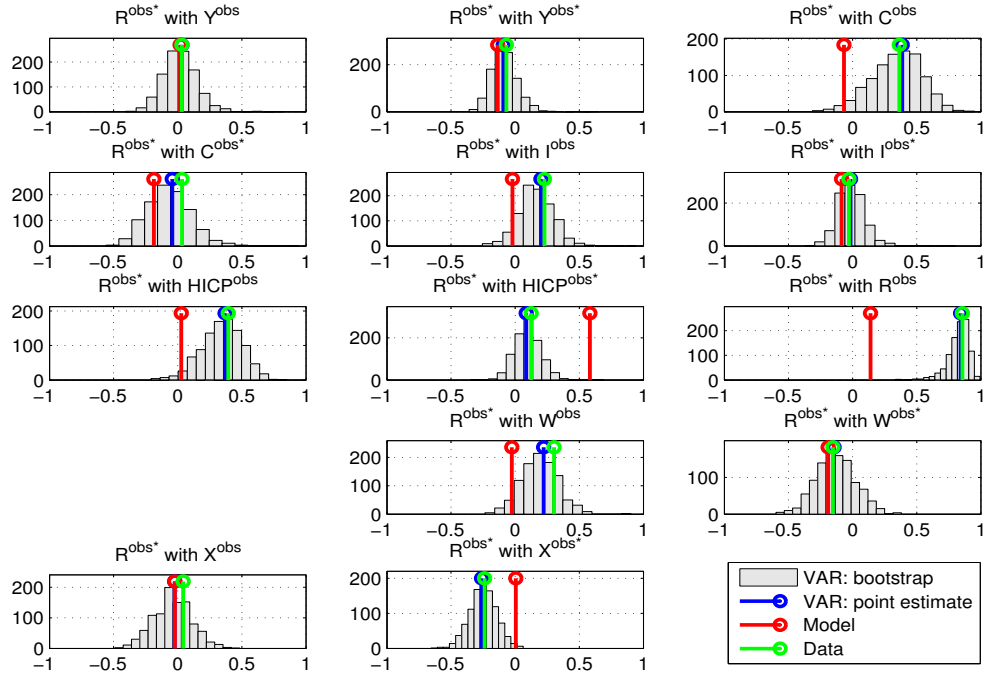 R^obs* with Y^obs
R^obs* with Y^obs*
R^obs* with C^obs
200
100
0
-1 -0.5 0 0.5 1
200
100
0
-1 -0.5 0 0.5 1
200
100
0
-1 -0.5 0 0.5 1
R^obs* with C^obs*
R^obs* with I^obs
R^obs* with I^obs*
200
100
0
-1 -0.5 0 0.5 1
200
100
0
-1 -0.5 0 0.5 1
300
200
100
0
-1 -0.5 0 0.5 1
R^obs* with HICP^obs
R^obs* with HICP^obs*
R^obs* with R^obs
200
100
0
-1 -0.5 0 0.5 1
300
200
100
0
-1 -0.5 0 0.5 1
200
100
0
-1 -0.5 0 0.5 1
R^obs* with W^obs
R^obs* with W^obs*
200
100
0
-1 -0.5 0 0.5 1
100
0
-1 -0.5 0 0.5 1
R^obs* with X^obs
R^obs* with X^obs*
200
100
0
-1 -0.5 0 0.5 1
200
100
0
-1 -0.5 0 0.5 1
VAR: bootstrap
VAR: point estimate
Model
Data